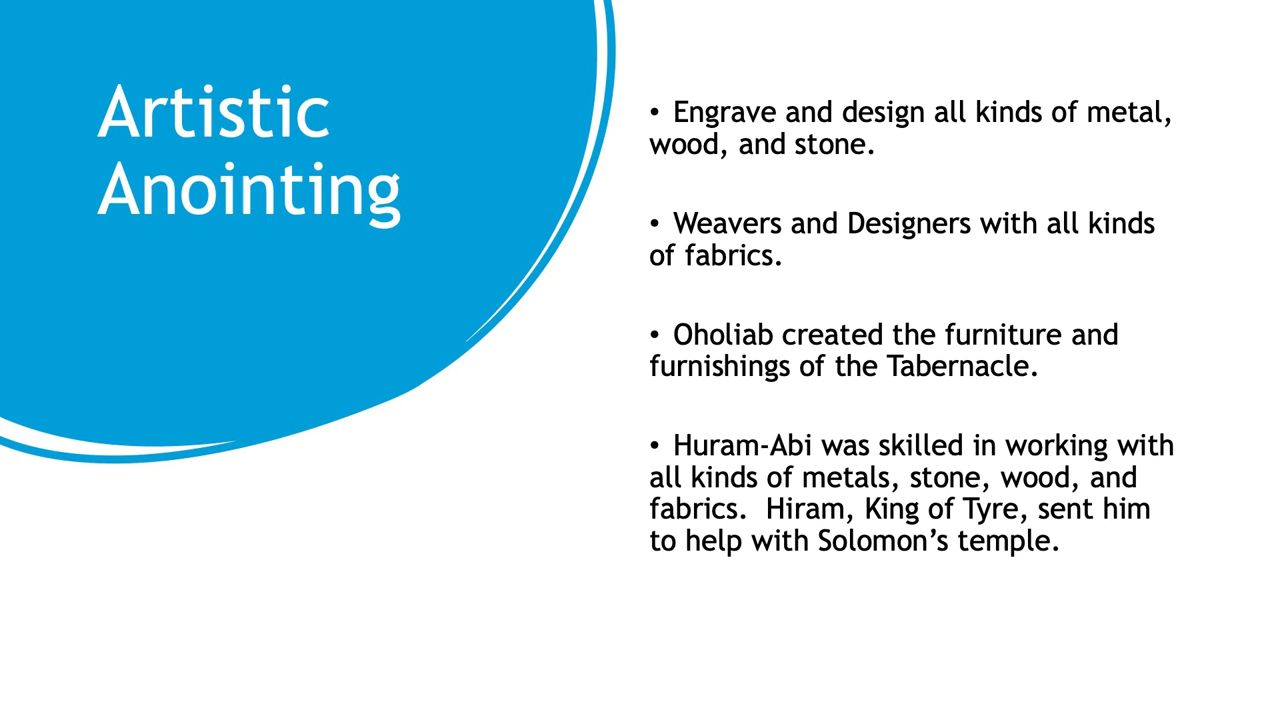 Artistic
Anointing
• Engrave and design all kinds of metal,
wood, and stone.
• Weavers and Designers with all kinds
of fabrics.
• Oholiab created the furniture and
furnishings of the Tabernacle.
• Huram-Abi was skilled in working with
all kinds of metals, stone, wood, and
fabrics.  Hiram, King of Tyre, sent him
to help with Solomon’s temple.